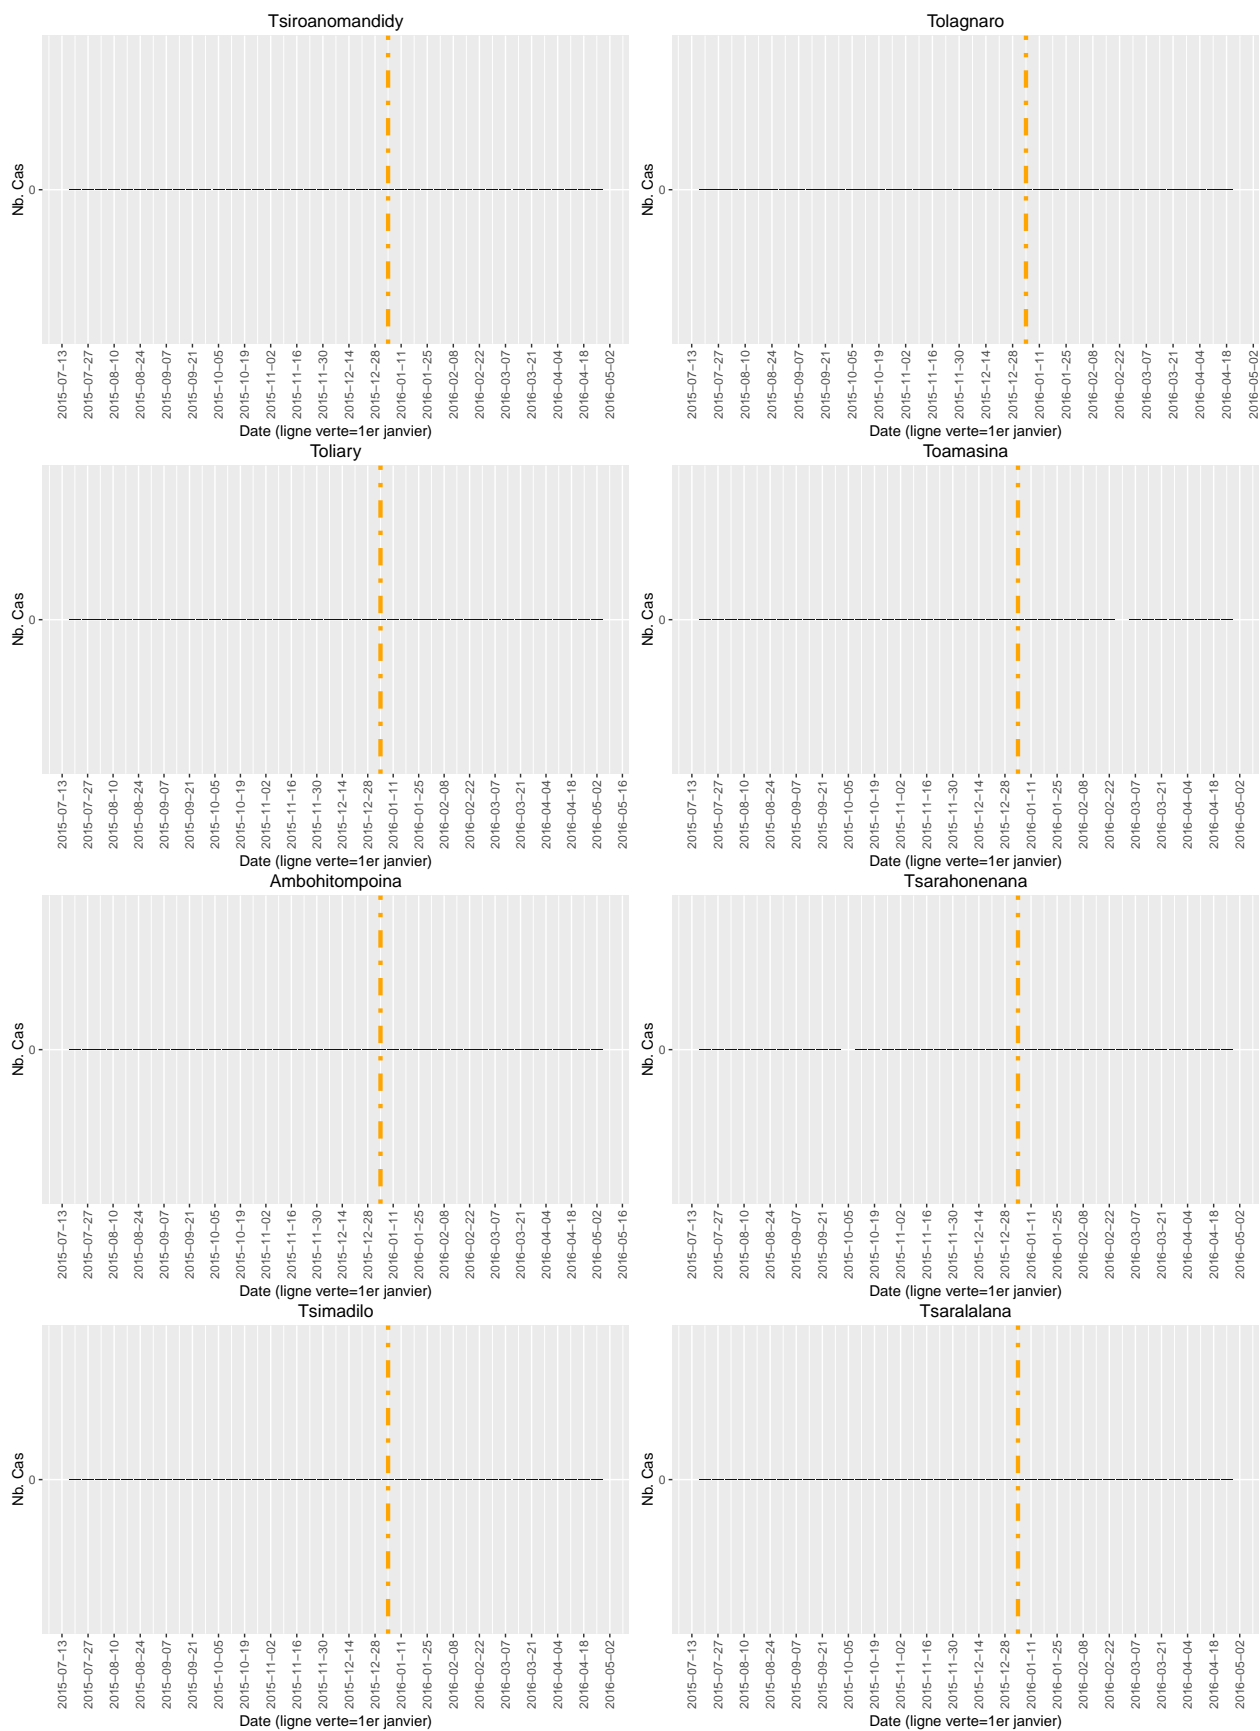 Tsiroanomandidy
Nb. Cas
0
2015−07−13 2015−07−27 2015−08−10 2015−08−24 2015−09−07 2015−09−21 2015−10−05 2015−10−19 2015−11−02 2015−11−16 2015−11−30 2015−12−14 2015−12−28 2016−01−11 2016−01−25 2016−02−08 2016−02−22 2016−03−07 2016−03−21 2016−04−04 2016−04−18 2016−05−02
Date (ligne verte=1er janvier)
Tolagnaro
Nb. Cas
0
2015−07−13 2015−07−27 2015−08−10 2015−08−24 2015−09−07 2015−09−21 2015−10−05 2015−10−19 2015−11−02 2015−11−16 2015−11−30 2015−12−14 2015−12−28 2016−01−11 2016−01−25 2016−02−08 2016−02−22 2016−03−07 2016−03−21 2016−04−04 2016−04−18 2016−05−02
Date (ligne verte=1er janvier)
Toliary
Nb. Cas
0
2015−07−13 2015−07−27 2015−08−10 2015−08−24 2015−09−07 2015−09−21 2015−10−05 2015−10−19 2015−11−02 2015−11−16 2015−11−30 2015−12−14 2015−12−28 2016−01−11 2016−01−25 2016−02−08 2016−02−22 2016−03−07 2016−03−21 2016−04−04 2016−04−18 2016−05−02 2016−05−16
Date (ligne verte=1er janvier)
Toamasina
Nb. Cas
0
2015−07−13 2015−07−27 2015−08−10 2015−08−24 2015−09−07 2015−09−21 2015−10−05 2015−10−19 2015−11−02 2015−11−16 2015−11−30 2015−12−14 2015−12−28 2016−01−11 2016−01−25 2016−02−08 2016−02−22 2016−03−07 2016−03−21 2016−04−04 2016−04−18 2016−05−02
Date (ligne verte=1er janvier)
Ambohitompoina
Nb. Cas
0
2015−07−13 2015−07−27 2015−08−10 2015−08−24 2015−09−07 2015−09−21 2015−10−05 2015−10−19 2015−11−02 2015−11−16 2015−11−30 2015−12−14 2015−12−28 2016−01−11 2016−01−25 2016−02−08 2016−02−22 2016−03−07 2016−03−21 2016−04−04 2016−04−18 2016−05−02 2016−05−16
Date (ligne verte=1er janvier)
Tsarahonenana
Nb. Cas
0
2015−07−13 2015−07−27 2015−08−10 2015−08−24 2015−09−07 2015−09−21 2015−10−05 2015−10−19 2015−11−02 2015−11−16 2015−11−30 2015−12−14 2015−12−28 2016−01−11 2016−01−25 2016−02−08 2016−02−22 2016−03−07 2016−03−21 2016−04−04 2016−04−18 2016−05−02
Date (ligne verte=1er janvier)
Tsimadilo
Nb. Cas
0
2015−07−13 2015−07−27 2015−08−10 2015−08−24 2015−09−07 2015−09−21 2015−10−05 2015−10−19 2015−11−02 2015−11−16 2015−11−30 2015−12−14 2015−12−28 2016−01−11 2016−01−25 2016−02−08 2016−02−22 2016−03−07 2016−03−21 2016−04−04 2016−04−18 2016−05−02
Date (ligne verte=1er janvier)
Tsaralalana
Nb. Cas
0
2015−07−13 2015−07−27 2015−08−10 2015−08−24 2015−09−07 2015−09−21 2015−10−05 2015−10−19 2015−11−02 2015−11−16 2015−11−30 2015−12−14 2015−12−28 2016−01−11 2016−01−25 2016−02−08 2016−02−22 2016−03−07 2016−03−21 2016−04−04 2016−04−18 2016−05−02
Date (ligne verte=1er janvier)